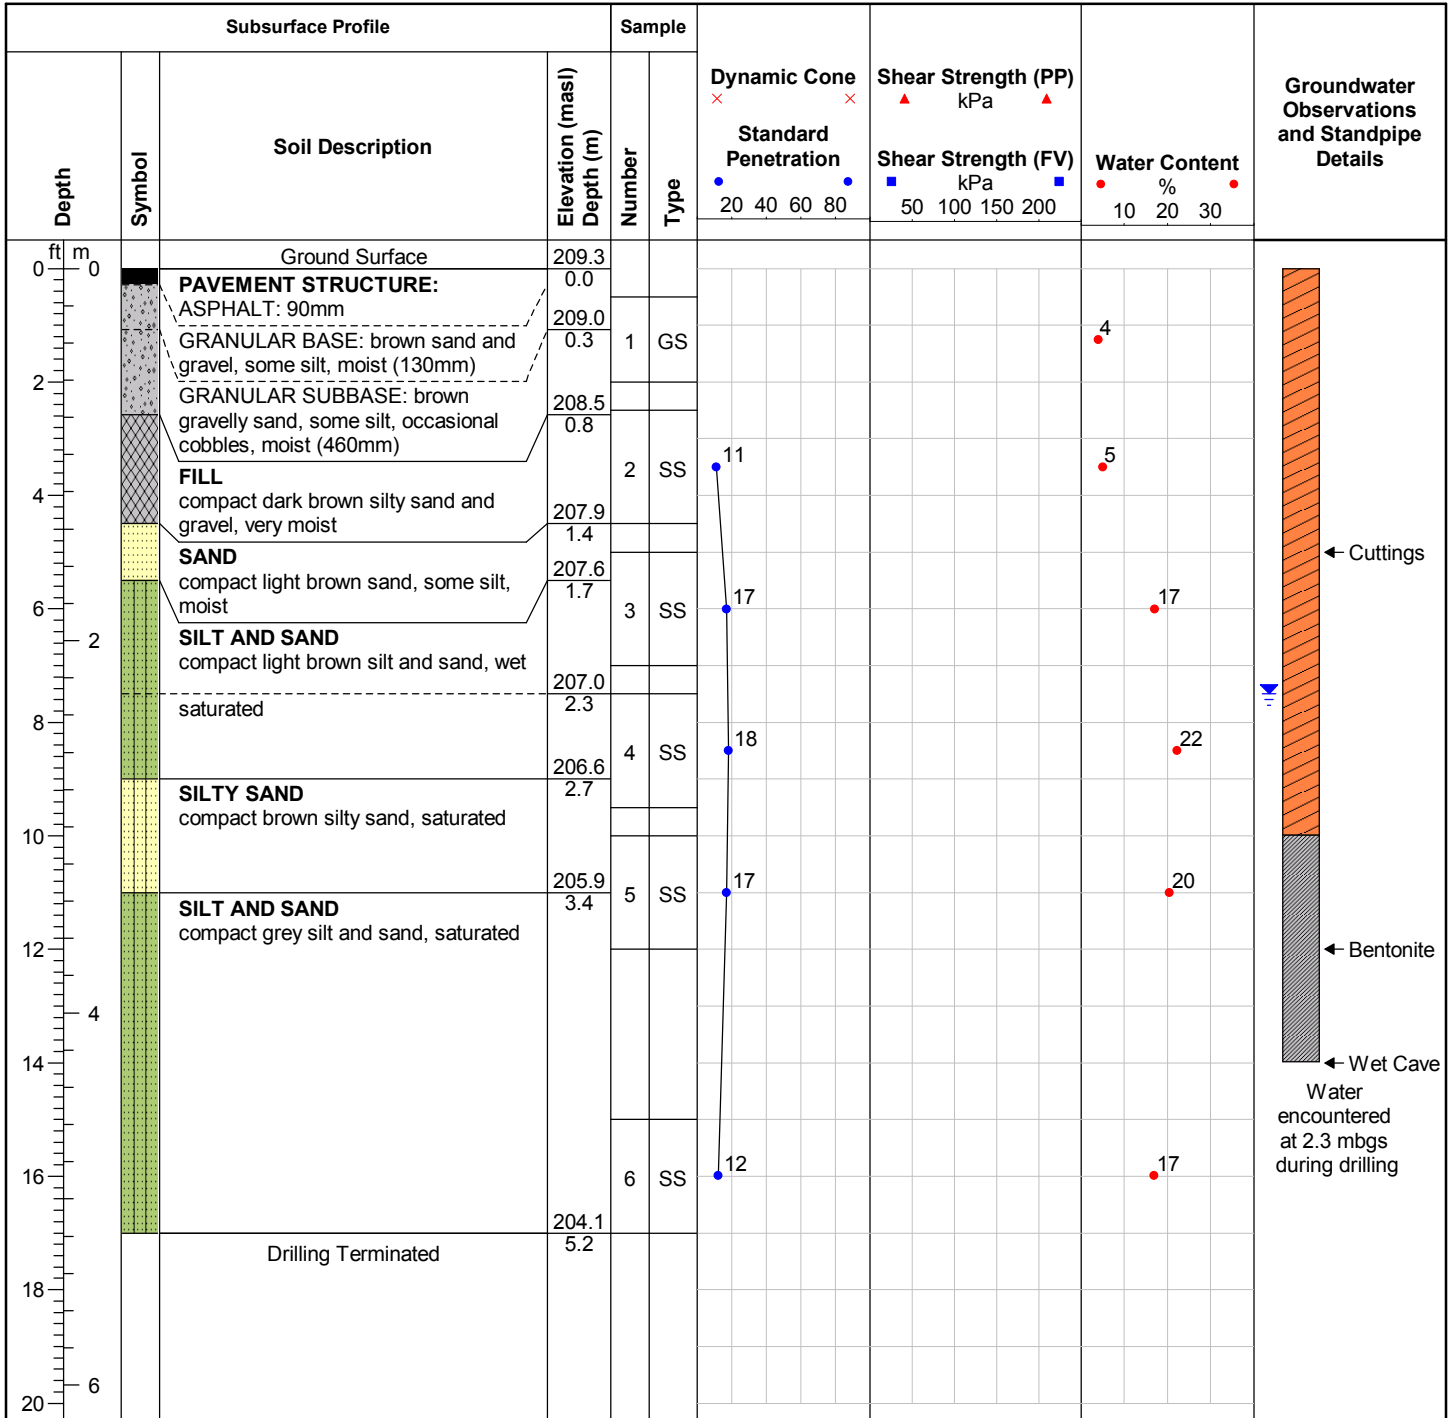 Subsurface Profile
Sample
Depth
Symbol
Soil Description
Elevation (masl)
Depth (m)
Number
Type
Dynamic Cone
Standard
Penetration
20 40 60 80
Shear Strength (PP)
kPa
Shear Strength (FV)
kPa
50 100 150 200
Water Content
%
10 20 30
Groundwater
Observations
and Standpipe
Details
ft m
0 0
2
4
6
2
8
10
12
4
14
16
18
6
20
Ground Surface
209.3
0.0
PAVEMENT STRUCTURE:
ASPHALT: 90mm
209.0
0.3
GRANULAR BASE: brown sand and
gravel, some silt, moist (130mm)
GRANULAR SUBBASE: brown
gravelly sand, some silt, occasional
cobbles, moist (460mm)
208.5
0.8
FILL
compact dark brown silty sand and
gravel, very moist
207.9
1.4
SAND
compact light brown sand, some silt,
moist
207.6
1.7
SILT AND SAND
compact light brown silt and sand, wet
207.0
2.3
saturated
206.6
2.7
SILTY SAND
compact brown silty sand, saturated
205.9
3.4
SILT AND SAND
compact grey silt and sand, saturated
204.1
5.2
Drilling Terminated
1 GS 4
2 SS 11 5
3 SS 17 17
4 SS 18 22
5 SS 17 20
6 SS 12 17
Cuttings
Bentonite
Wet Cave
Water
encountered
at 2.3 mbgs
during drilling